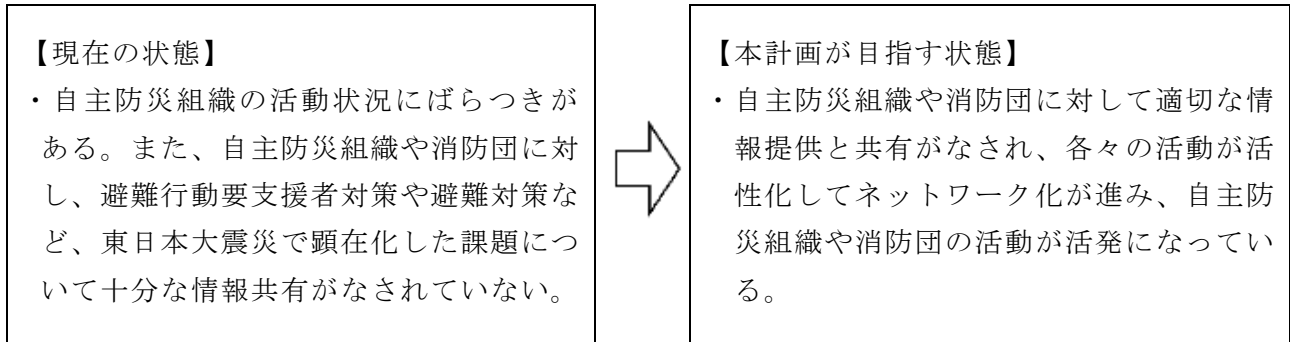 【現在の状態】
・自主防災組織の活動状況にばらつきが
ある。また、自主防災組織や消防団に対
し、避難行動要支援者対策や避難対策な
ど、東日本大震災で顕在化した課題につ
いて十分な情報共有がなされていない。
【本計画が目指す状態】
・自主防災組織や消防団に対して適切な情
報提供と共有がなされ、各々の活動が活
性化してネットワーク化が進み、自主防
災組織や消防団の活動が活発になってい
る。